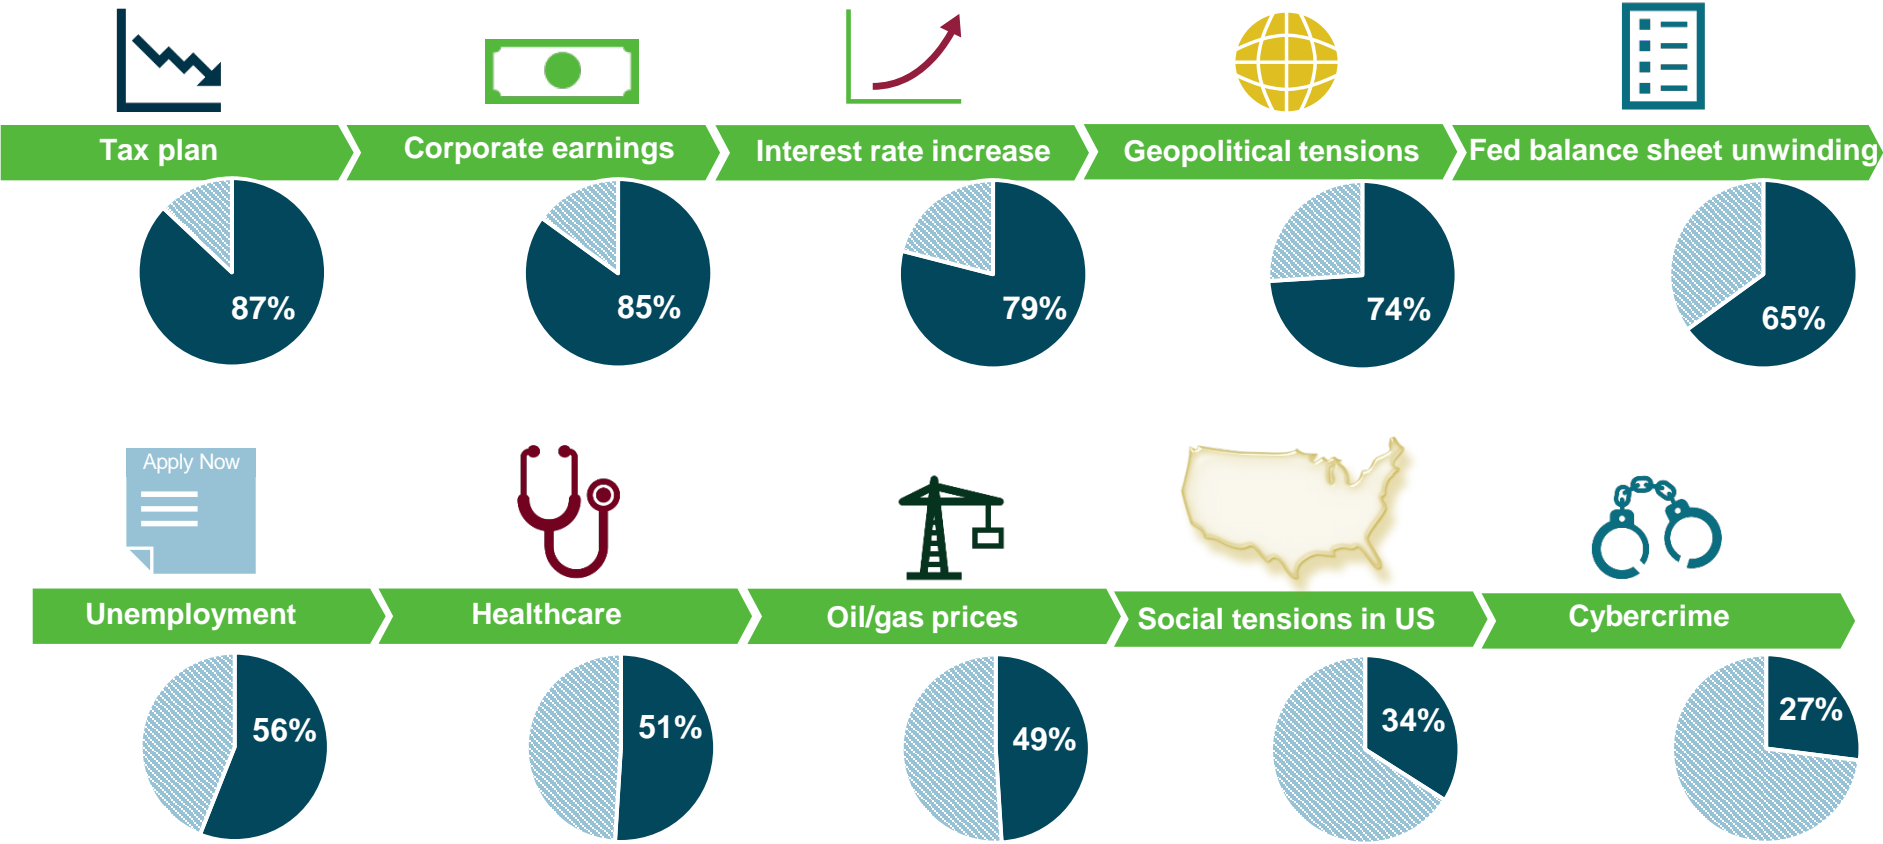 Tax plan
Corporate earnings
Interest rate increase
Geopolitical tensions
Fed balance sheet unwinding
87%
85%
79%
74%
65%
Apply Now
Unemployment
Healthcare
Oil/gas prices
Social tensions in US
Cybercrime
56%
51%
49%
34%
27%